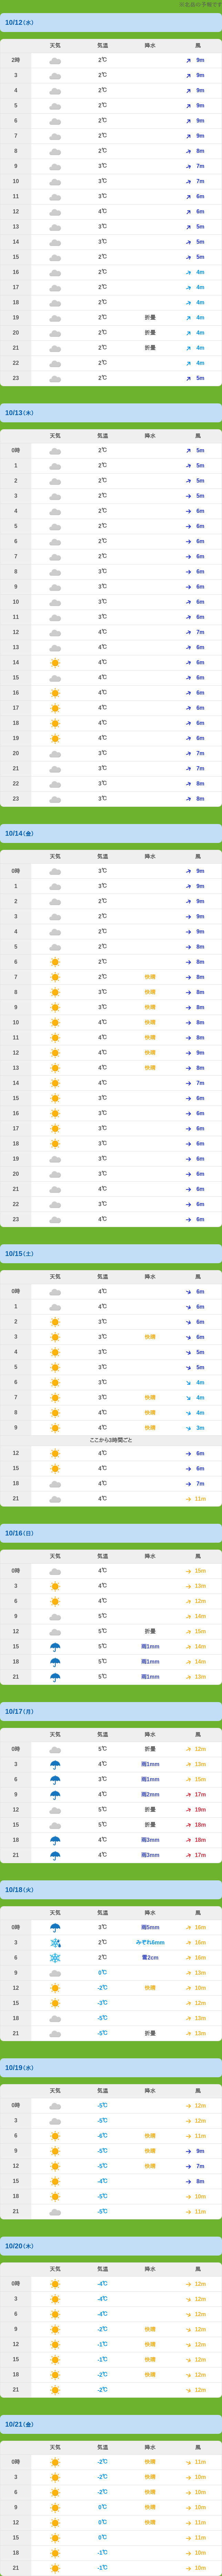 の予報です
10/12(水)
天気 気温 降水 風
2時 2℃ 9m
3 2℃ 9m
4 2℃ 9m
5 2℃ 9m
6 2℃ 9m
7 2℃ 9m
8 2℃ 8m
9 3℃ 7m
10 3℃ 7m
11 3℃ 6m
12 4℃ 6m
13 3℃ 5m
14 3℃ 5m
15 2℃ 5m
16 2℃ 4m
17 2℃ 4m
18 2℃ 4m
19 2℃ 4m
20 2℃ 4m
21 2℃ 4m
22 2℃ 4m
23 2℃ 5m
10/13(木)
天気 気温 降水 風
0時 2℃ 5m
1 2℃ 5m
2 2℃ 5m
3 2℃ 5m
4 2℃ 6m
5 2℃ 6m
6 2℃ 6m
7 2℃ 6m
8 3℃ 6m
9 3℃ 6m
10 3℃ 6m
11 3℃ 6m
12 4℃ 7m
13 4℃ 6m
14 4℃ 6m
15 4℃ 6m
16 4℃ 6m
17 4℃ 6m
18 4℃ 6m
19 4℃ 6m
20 3℃ 7m
21 3℃ 7m
22 3℃ 8m
23 3℃ 8m
10/14(金)
天気 気温 降水 風
0時 3℃ 9m
1 3℃ 9m
2 2℃ 9m
3 2℃ 9m
4 2℃ 9m
5 2℃ 8m
6 2℃ 快晴 8m
7 2℃ 快晴 8m
8 3℃ 快晴 8m
9 3℃ 快晴 8m
10 4℃ 快晴 8m
11 4℃ 快晴 8m
12 4℃ 快晴 9m
13 4℃ 快晴 8m
14 4℃ 7m
15 3℃ 6m
16 3℃ 6m
17 3℃ 6m
18 3℃ 6m
19 3℃ 6m
20 3℃ 6m
21 4℃ 6m
22 3℃ 6m
23 4℃ 6m
10/15(土)
天気 気温 降水 風
0時 4℃ 6m
1 4℃ 6m
2 3℃ 6m
3 3℃ 快晴 6m
4 3℃ 5m
5 3℃ 5m
6 3℃ 4m
7 3℃ 快晴 4m
8 4℃ 快晴 4m
9 4℃ 快晴 3m
ここから3時間ごと
12 4℃ 6m
15 4℃ 6m
18 4℃ 7m
21 4℃ 11m
10/16(日)
天気 気温 降水 風
0時 4℃ 15m
3 4℃ 13m
6 4℃ 12m
9 5℃ 14m
12 5℃ 15m
15 5℃ 雨1mm 14m
18 5℃ 雨1mm 14m
21 5℃ 雨1mm 13m
10/17(月)
天気 気温 降水 風
0時 5℃ 12m
3 4℃ 雨1mm 13m
6 3℃ 雨1mm 15m
9 4℃ 雨2mm 17m
12 5℃ 19m
15 5℃ 18m
18 4℃ 雨3mm 18m
21 4℃ 雨3mm 17m
10/18(火)
天気 気温 降水 風
0時 3℃ 雨5mm 16m
3 2℃ みぞれ6mm 16m
6 2℃ 雪2cm 16m
9 0℃ 13m
12 -2℃ 快晴 10m
15 -3℃ 12m
18 -5℃ 13m
21 -5℃ 13m
10/19(水)
天気 気温 降水 風
0時 -5℃ 12m
3 -5℃ 12m
6 -6℃ 快晴 11m
9 -5℃ 快晴 9m
12 -5℃ 快晴 7m
15 -4℃ 8m
18 -5℃ 10m
21 -5℃ 11m
10/20(木)
天気 気温 降水 風
0時 -4℃ 12m
3 -4℃ 12m
6 -4℃ 12m
9 -2℃ 快晴 12m
12 -1℃ 快晴 12m
15 -1℃ 快晴 12m
18 -2℃ 快晴 12m
21 -2℃ 12m
10/21(金)
天気 気温 降水 風
0時 -2℃ 快晴 11m
3 -2℃ 快晴 10m
6 -2℃ 快晴 10m
9 0℃ 快晴 10m
12 0℃ 快晴 11m
15 0℃ 11m
18 -1℃ 10m
21 -1℃ 10m